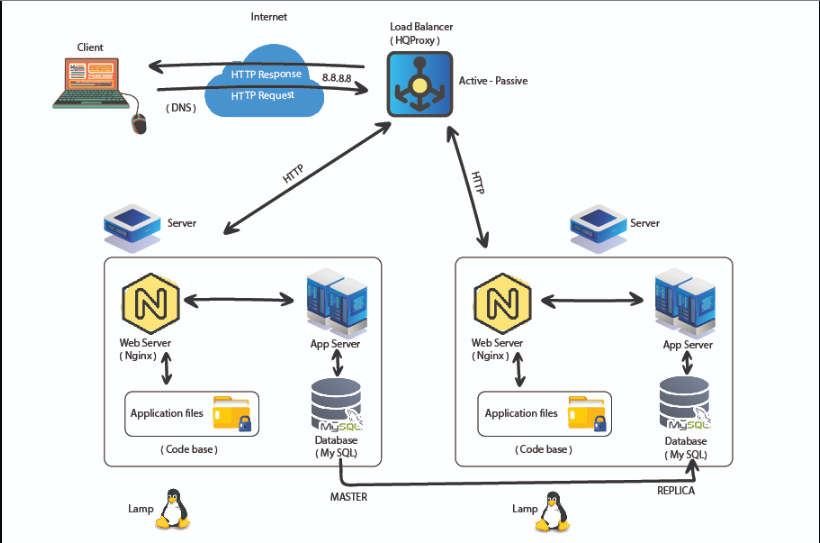 Internet
Client
Load Balancer
( HQProxy )
HTTP Response
8.8.8.8
HTTP Request
( DNS )
Active - Passive
HTTP
HTTP
Server
Server
N
Web Server
( Nginx )
App Server
Application files
( Code base )
MySQL
Database
( My SQL )
N
Web Server
( Nginx )
App Server
Application files
( Code base )
MySQL
Database
( My SQL )
MASTER
REPLICA
Lamp
Lamp